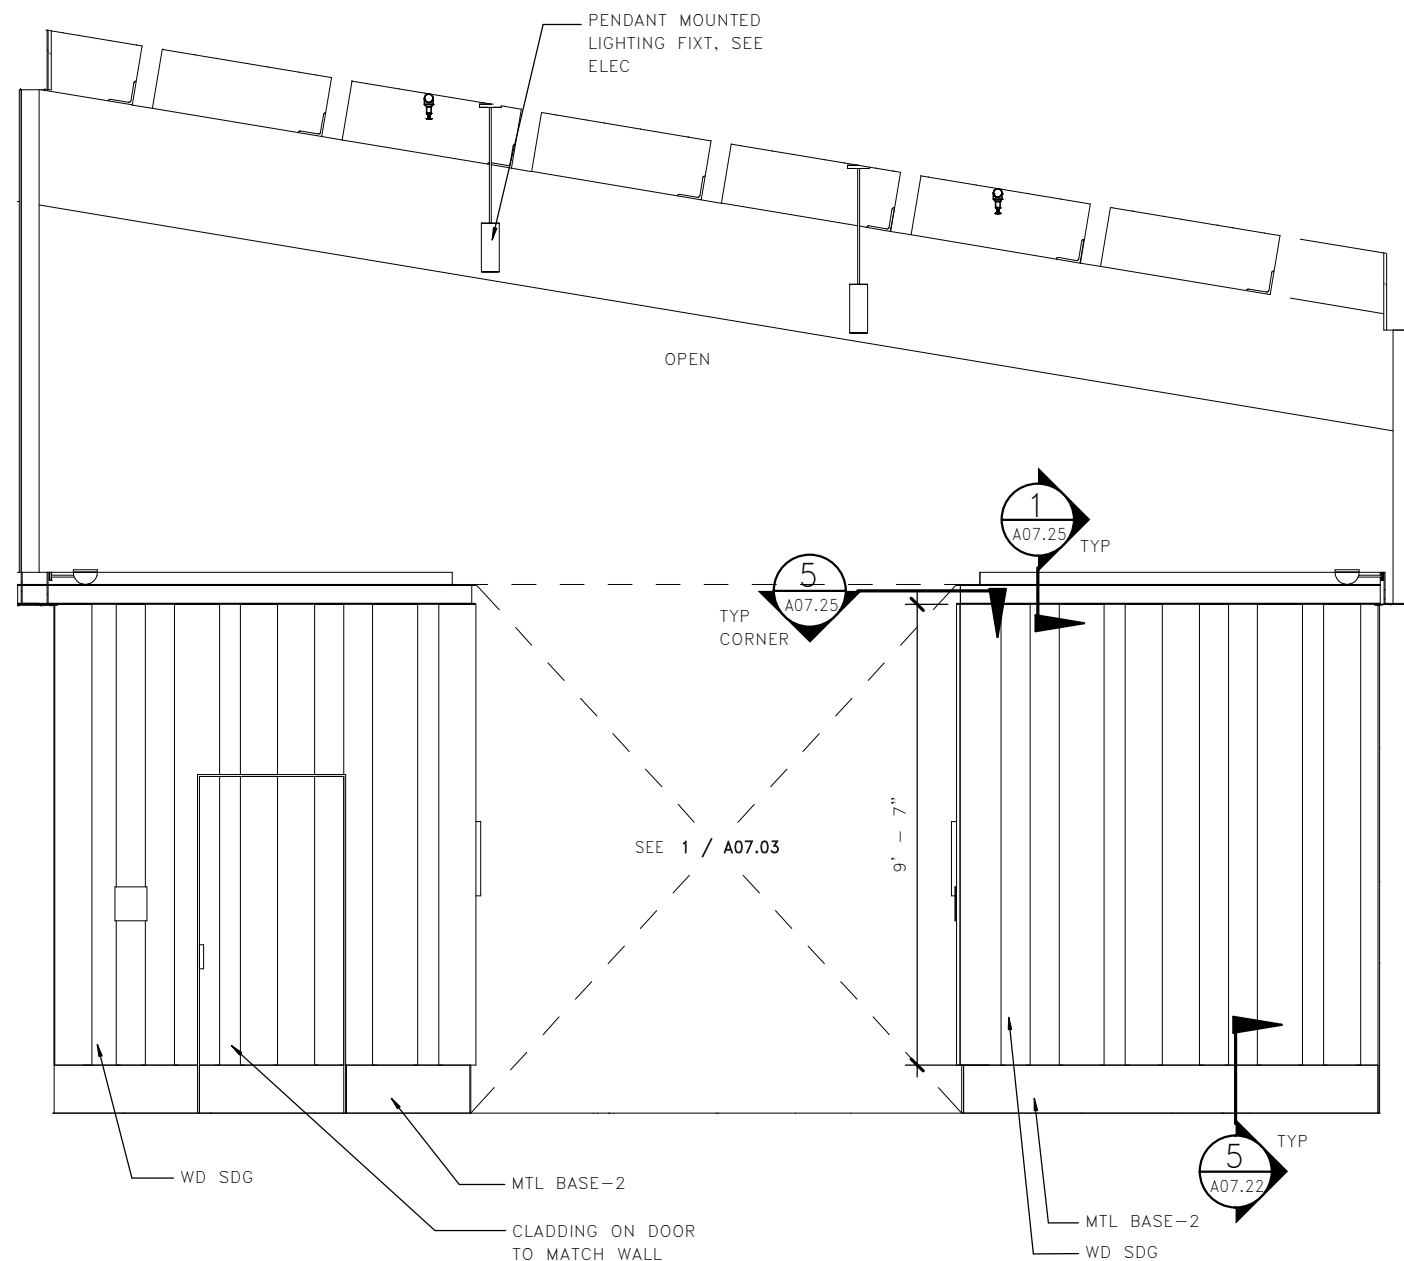 PENDANT MOUNTED
LIGHTING FIXT, SEE
ELEC
OPEN
1
A07.25
TYP
5
A07.25
TYP
CORNER
9' - 7"
SEE 1 / A07.03
WD SDG
MTL BASE-2
CLADDING ON DOOR
TO MATCH WALL
TYP
5
A07.22
MTL BASE-2
WD SDG